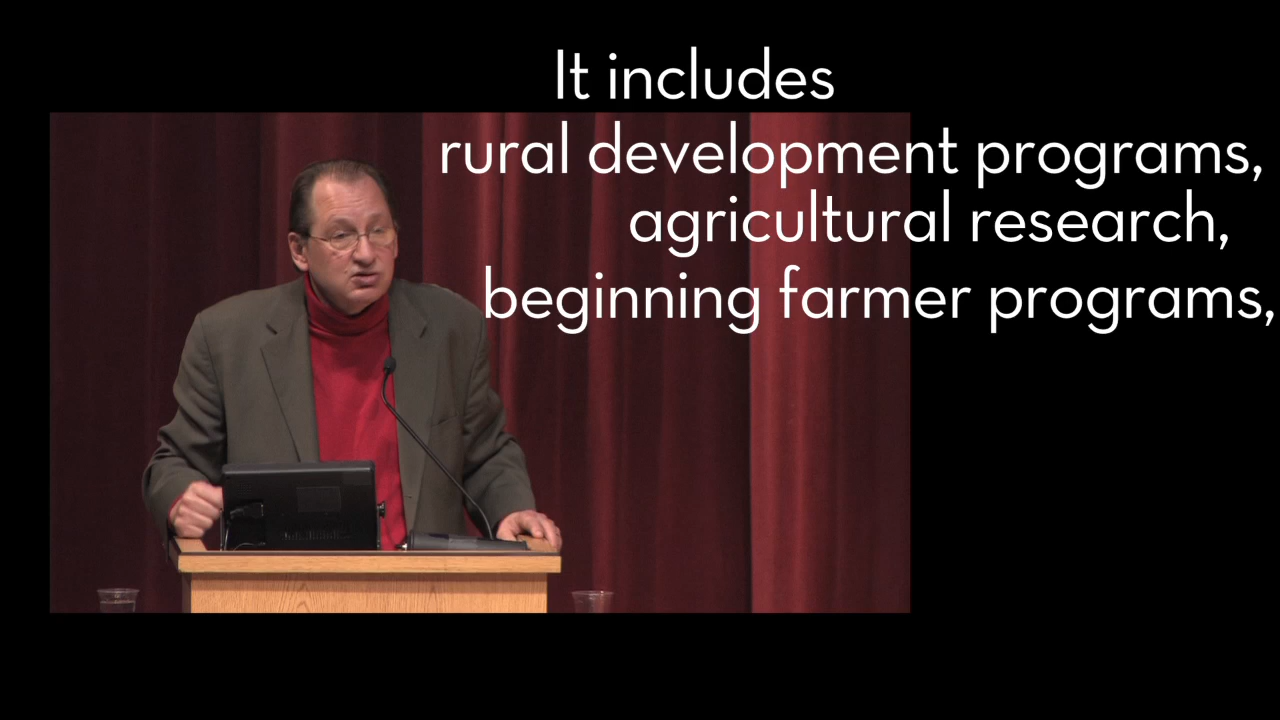 It includes
rural development programs,
agricultural research,
beginning farmer programs,